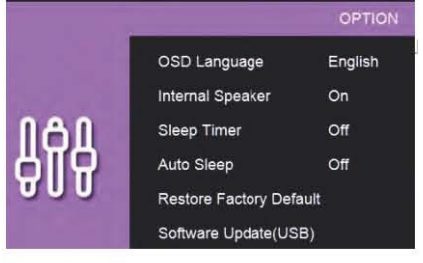 OPTION
OSD Language English
Internal Speaker On
Sleep Timer Off
Auto Sleep Off
Restore Factory Default
Software Update(USB)